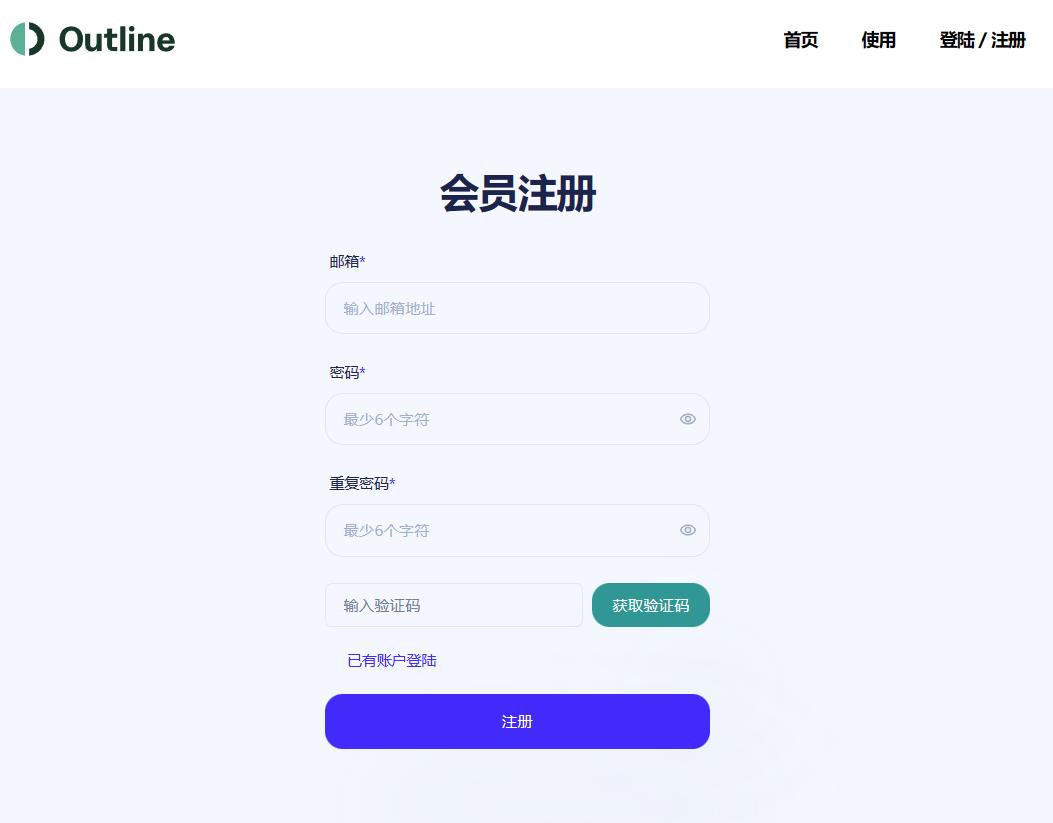 Outline
首页 使用 登陆 / 注册
会员注册
邮箱*
输入邮箱地址
密码*
最少6个字符
重复密码*
最少6个字符
输入验证码 获取验证码
已有账户登陆
注册